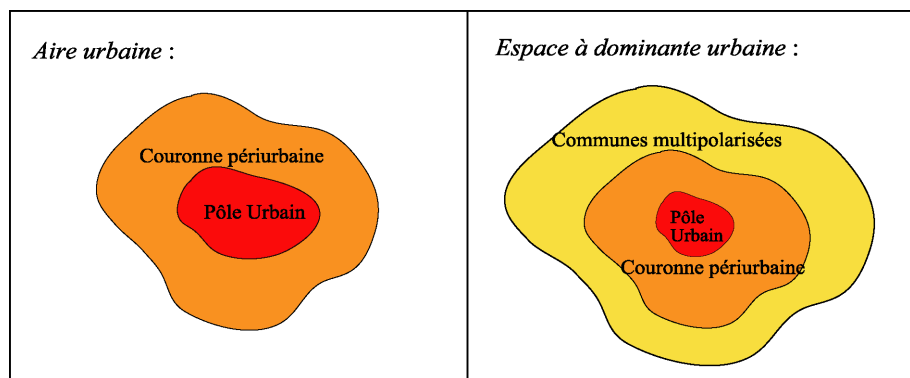 Aire urbaine :
Couronne périurbaine
Pôle Urbain
Espace à dominante urbaine :
Communes multipolarisées
Pôle
Urbain
Couronne périurbaine